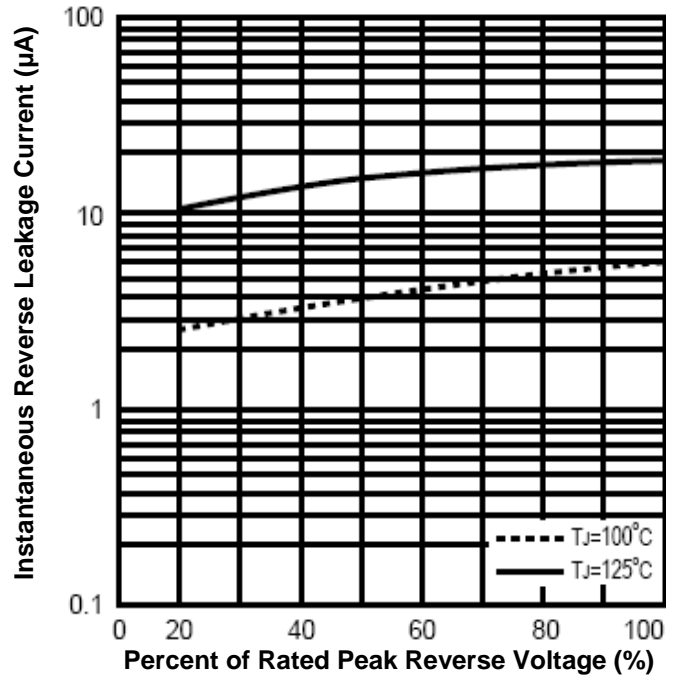 Instantaneous Reverse Leakage Current (µA)
100
10
1
0.1
TJ=100°C
TJ=125°C
0 20 40 60 80 100
Percent of Rated Peak Reverse Voltage (%)